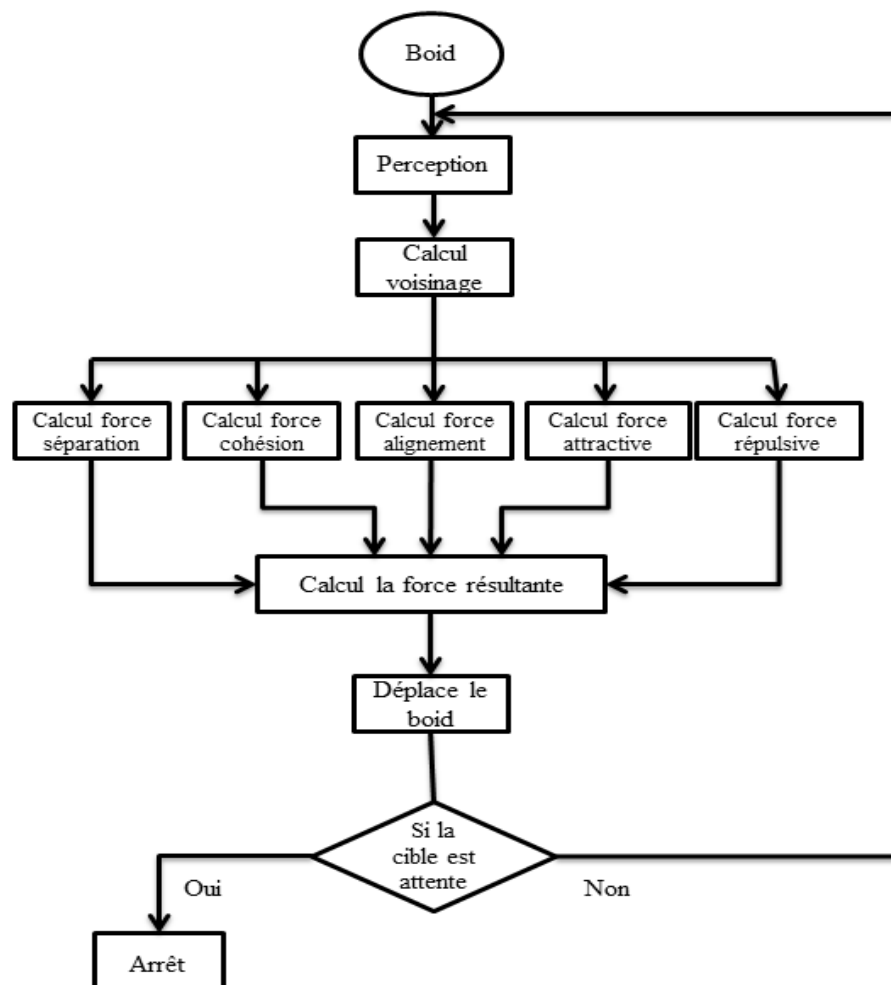 Boid
Perception
Calcul
voisinage
Calcul force
séparation
Calcul force
cohésion
Calcul force
alignement
Calcul force
attractive
Calcul force
répulsive
Calcul la force résultante
Déplace le
boid
Si la
cible est
attente
Oui
Non
Arrêt